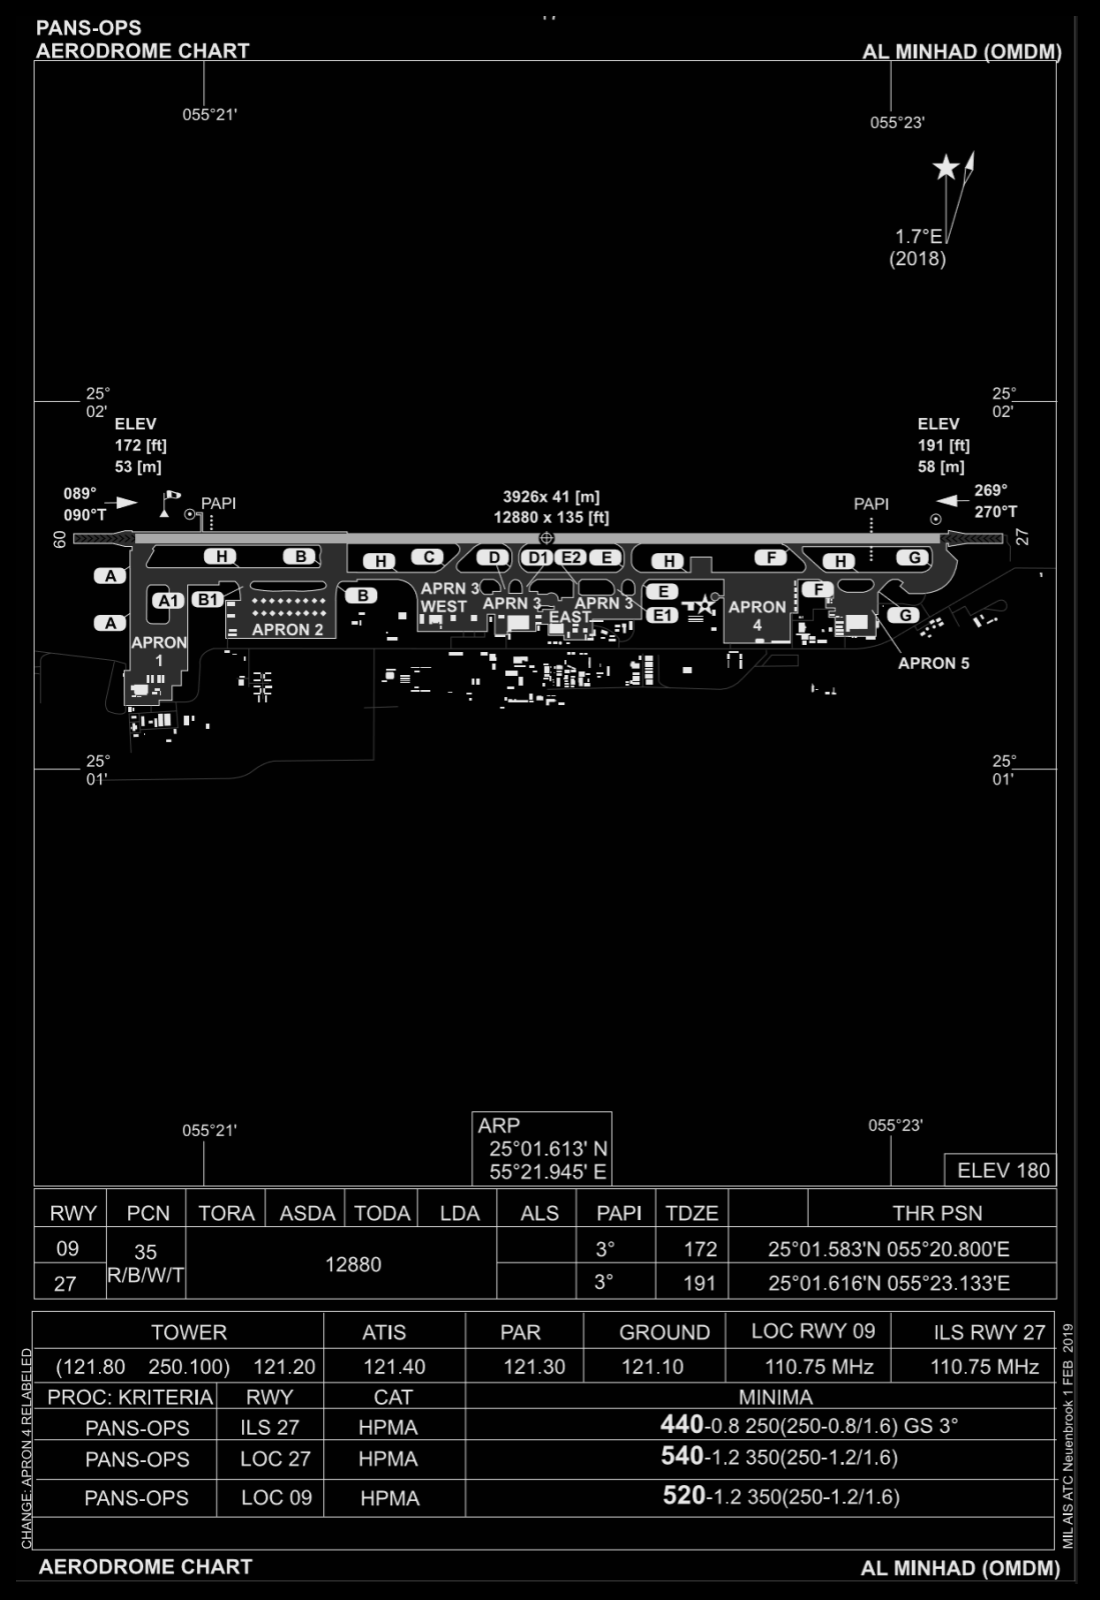 PANS-OPS
AERODROME CHART
AL MINHAD (OMDM)
055°21'
055°23'
1.7°E
(2018)
25°
02'
25°
02'
ELEV
172 [ft]
53 [m]
ELEV
191 [ft]
58 [m]
089°
090°T
PAPI
3926x 41 [m]
12880 x 135 [ft]
PAPI
269°
270°T
09
27
H
B
H
C
D
D1
E2
E
H
F
H
G
A
A1
B1
B
A
APRN 3
WEST
APRN 3
EAST
APRN 3
E
E1
F
G
APRON
1
APRON 2
APRON
4
APRON 5
25°
01'
25°
01'
055°21'
055°23'
ARP
25°01.613' N
55°21.945' E
ELEV 180
RWY PCN TORA ASDA TODA LDA ALS PAPI TDZE THR PSN
09 35 R/B/W/T 12880 3° 172 25°01.583'N 055°20.800'E
27 3° 191 25°01.616'N 055°23.133'E
TOWER ATIS PAR GROUND LOC RWY 09 ILS RWY 27
(121.80 250.100) 121.20 121.40 121.30 121.10 110.75 MHz 110.75 MHz
PROC: KRITERIA RWY CAT MINIMA
PANS-OPS ILS 27 HPMA 440-0.8 250(250-0.8/1.6) GS 3°
PANS-OPS LOC 27 HPMA 540-1.2 350(250-1.2/1.6)
PANS-OPS LOC 09 HPMA 520-1.2 350(250-1.2/1.6)
CHANGE: APRON 4 RELABELED
MIL AIS ATC Neuenbrook 1 FEB 2019
AERODROME CHART
AL MINHAD (OMDM)